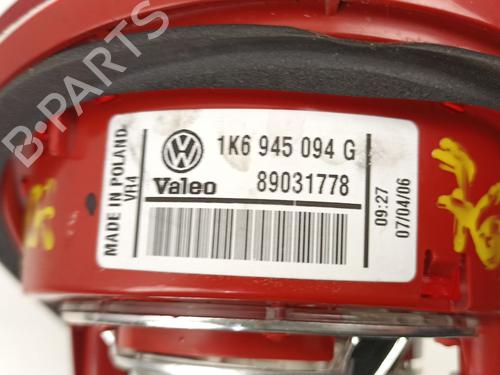 MADE IN POLAND
VR4
1K6 945 094 G
Valeo
89031778
09:27
07/04/06
B-PARTS